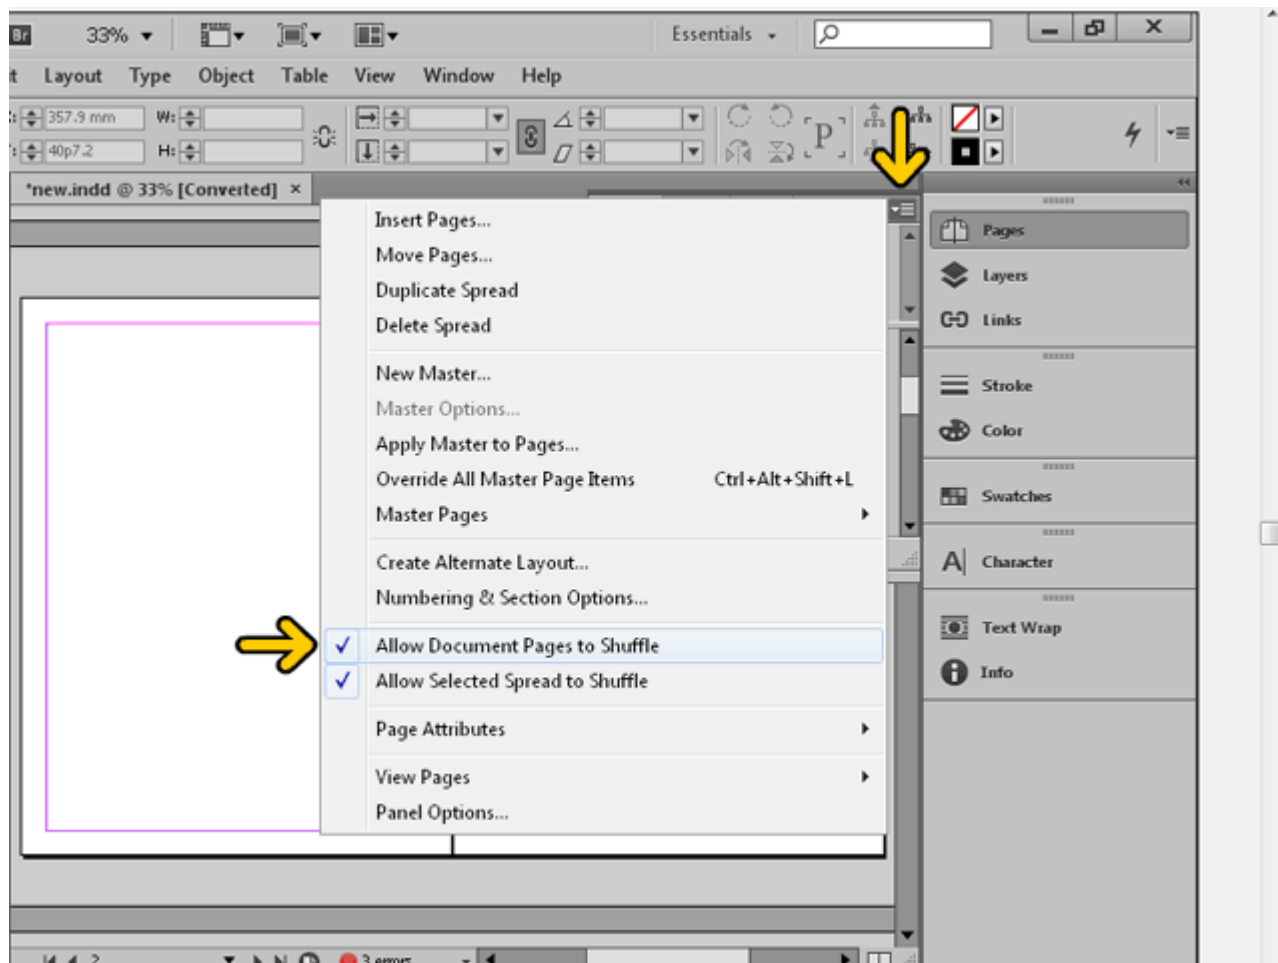 Br 33% Essentials
Layout Type Object Table View Window Help
357.9 mm W:
40p7.2 H:
P
*new.indd @ 33% [Converted] ×
Insert Pages...
Move Pages...
Duplicate Spread
Delete Spread
New Master...
Master Options...
Apply Master to Pages...
Override All Master Page Items Ctrl+Alt+Shift+L
Master Pages
Create Alternate Layout...
Numbering & Section Options...
Allow Document Pages to Shuffle
Allow Selected Spread to Shuffle
Page Attributes
View Pages
Panel Options...
Pages
Layers
Links
Stroke
Color
Swatches
A Character
Text Wrap
Info
2 3 errors